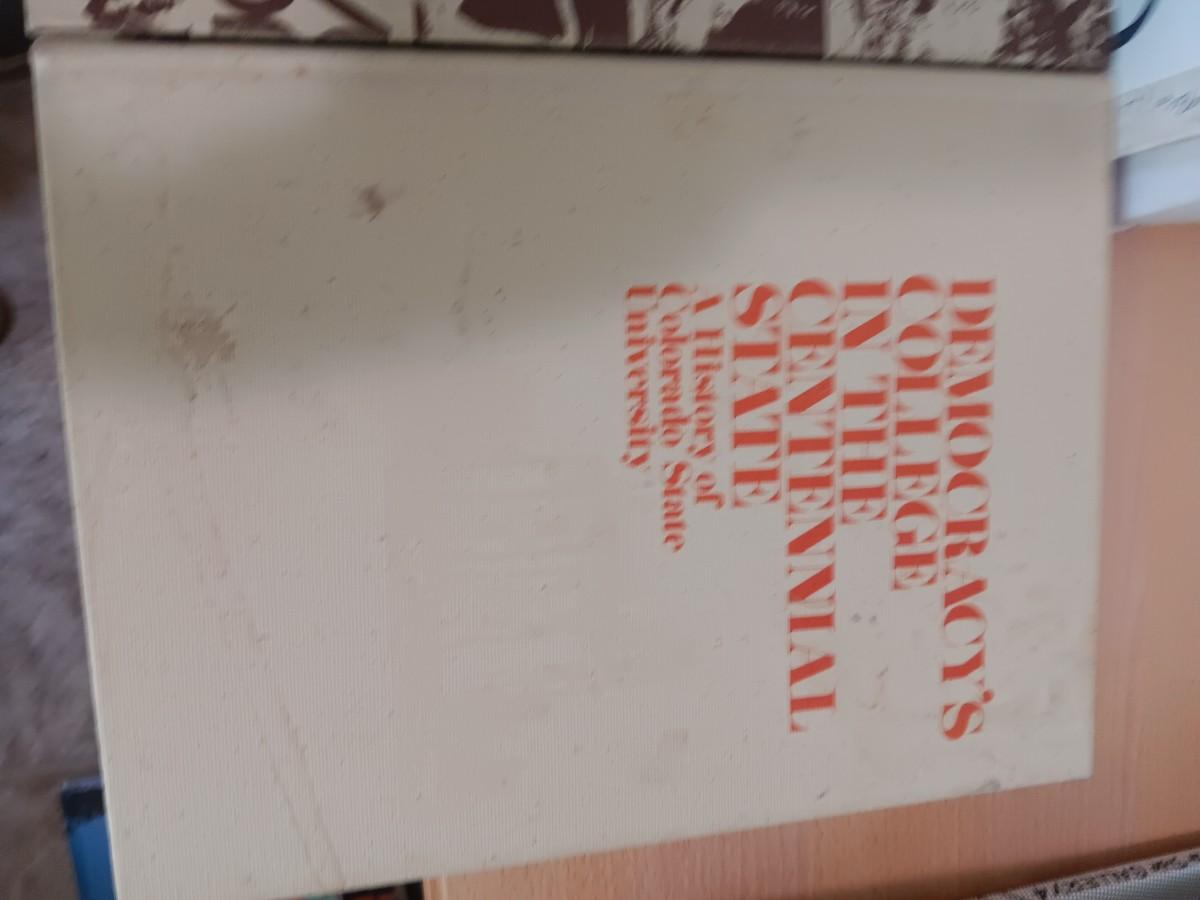 DEMOCRACY'S
COLLEGE
IN THE
CENTENNIAL
STATE
A History of
Colorado State
University